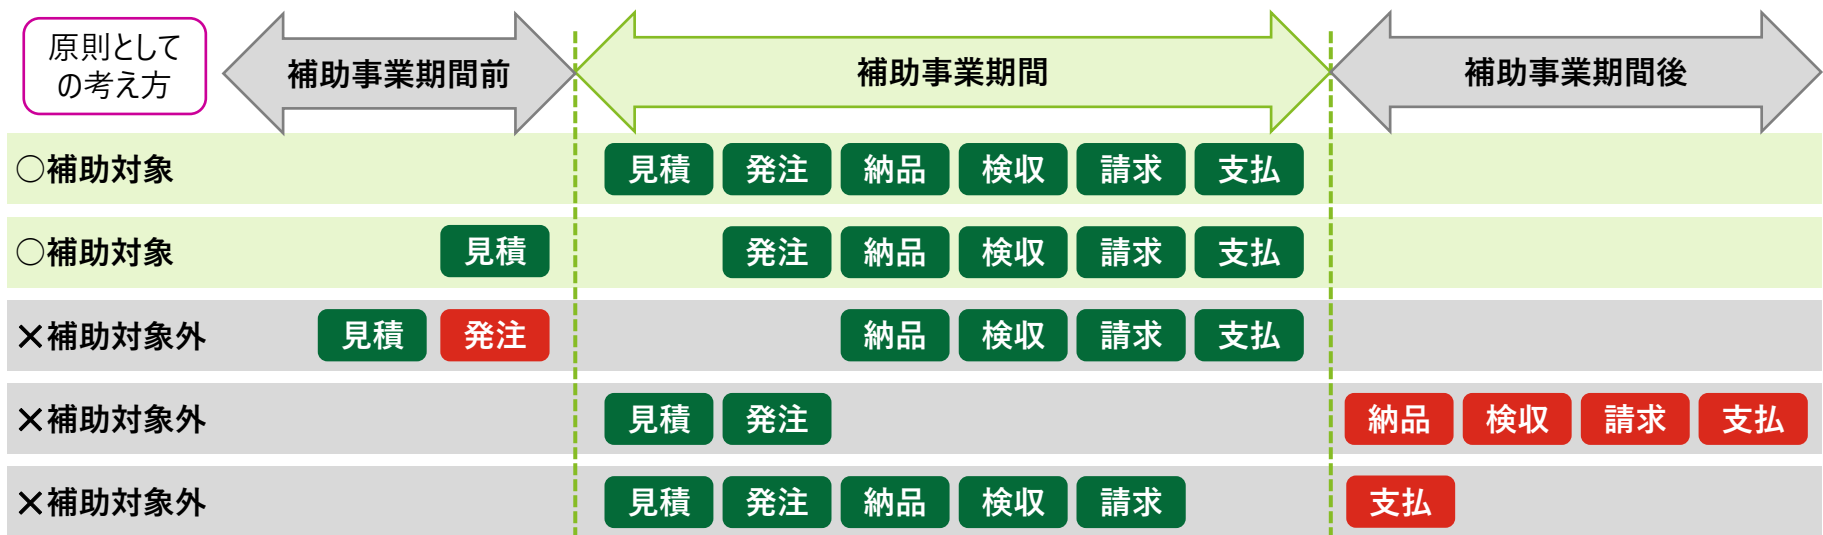 原則として
の考え方
補助事業期間前
補助事業期間
補助事業期間後
○補助対象
見積 発注 納品 検収 請求 支払
○補助対象
見積 発注 納品 検収 請求 支払
×補助対象外
見積 発注 納品 検収 請求 支払
×補助対象外
見積 発注 納品 検収 請求 支払
×補助対象外
見積 発注 納品 検収 請求 支払